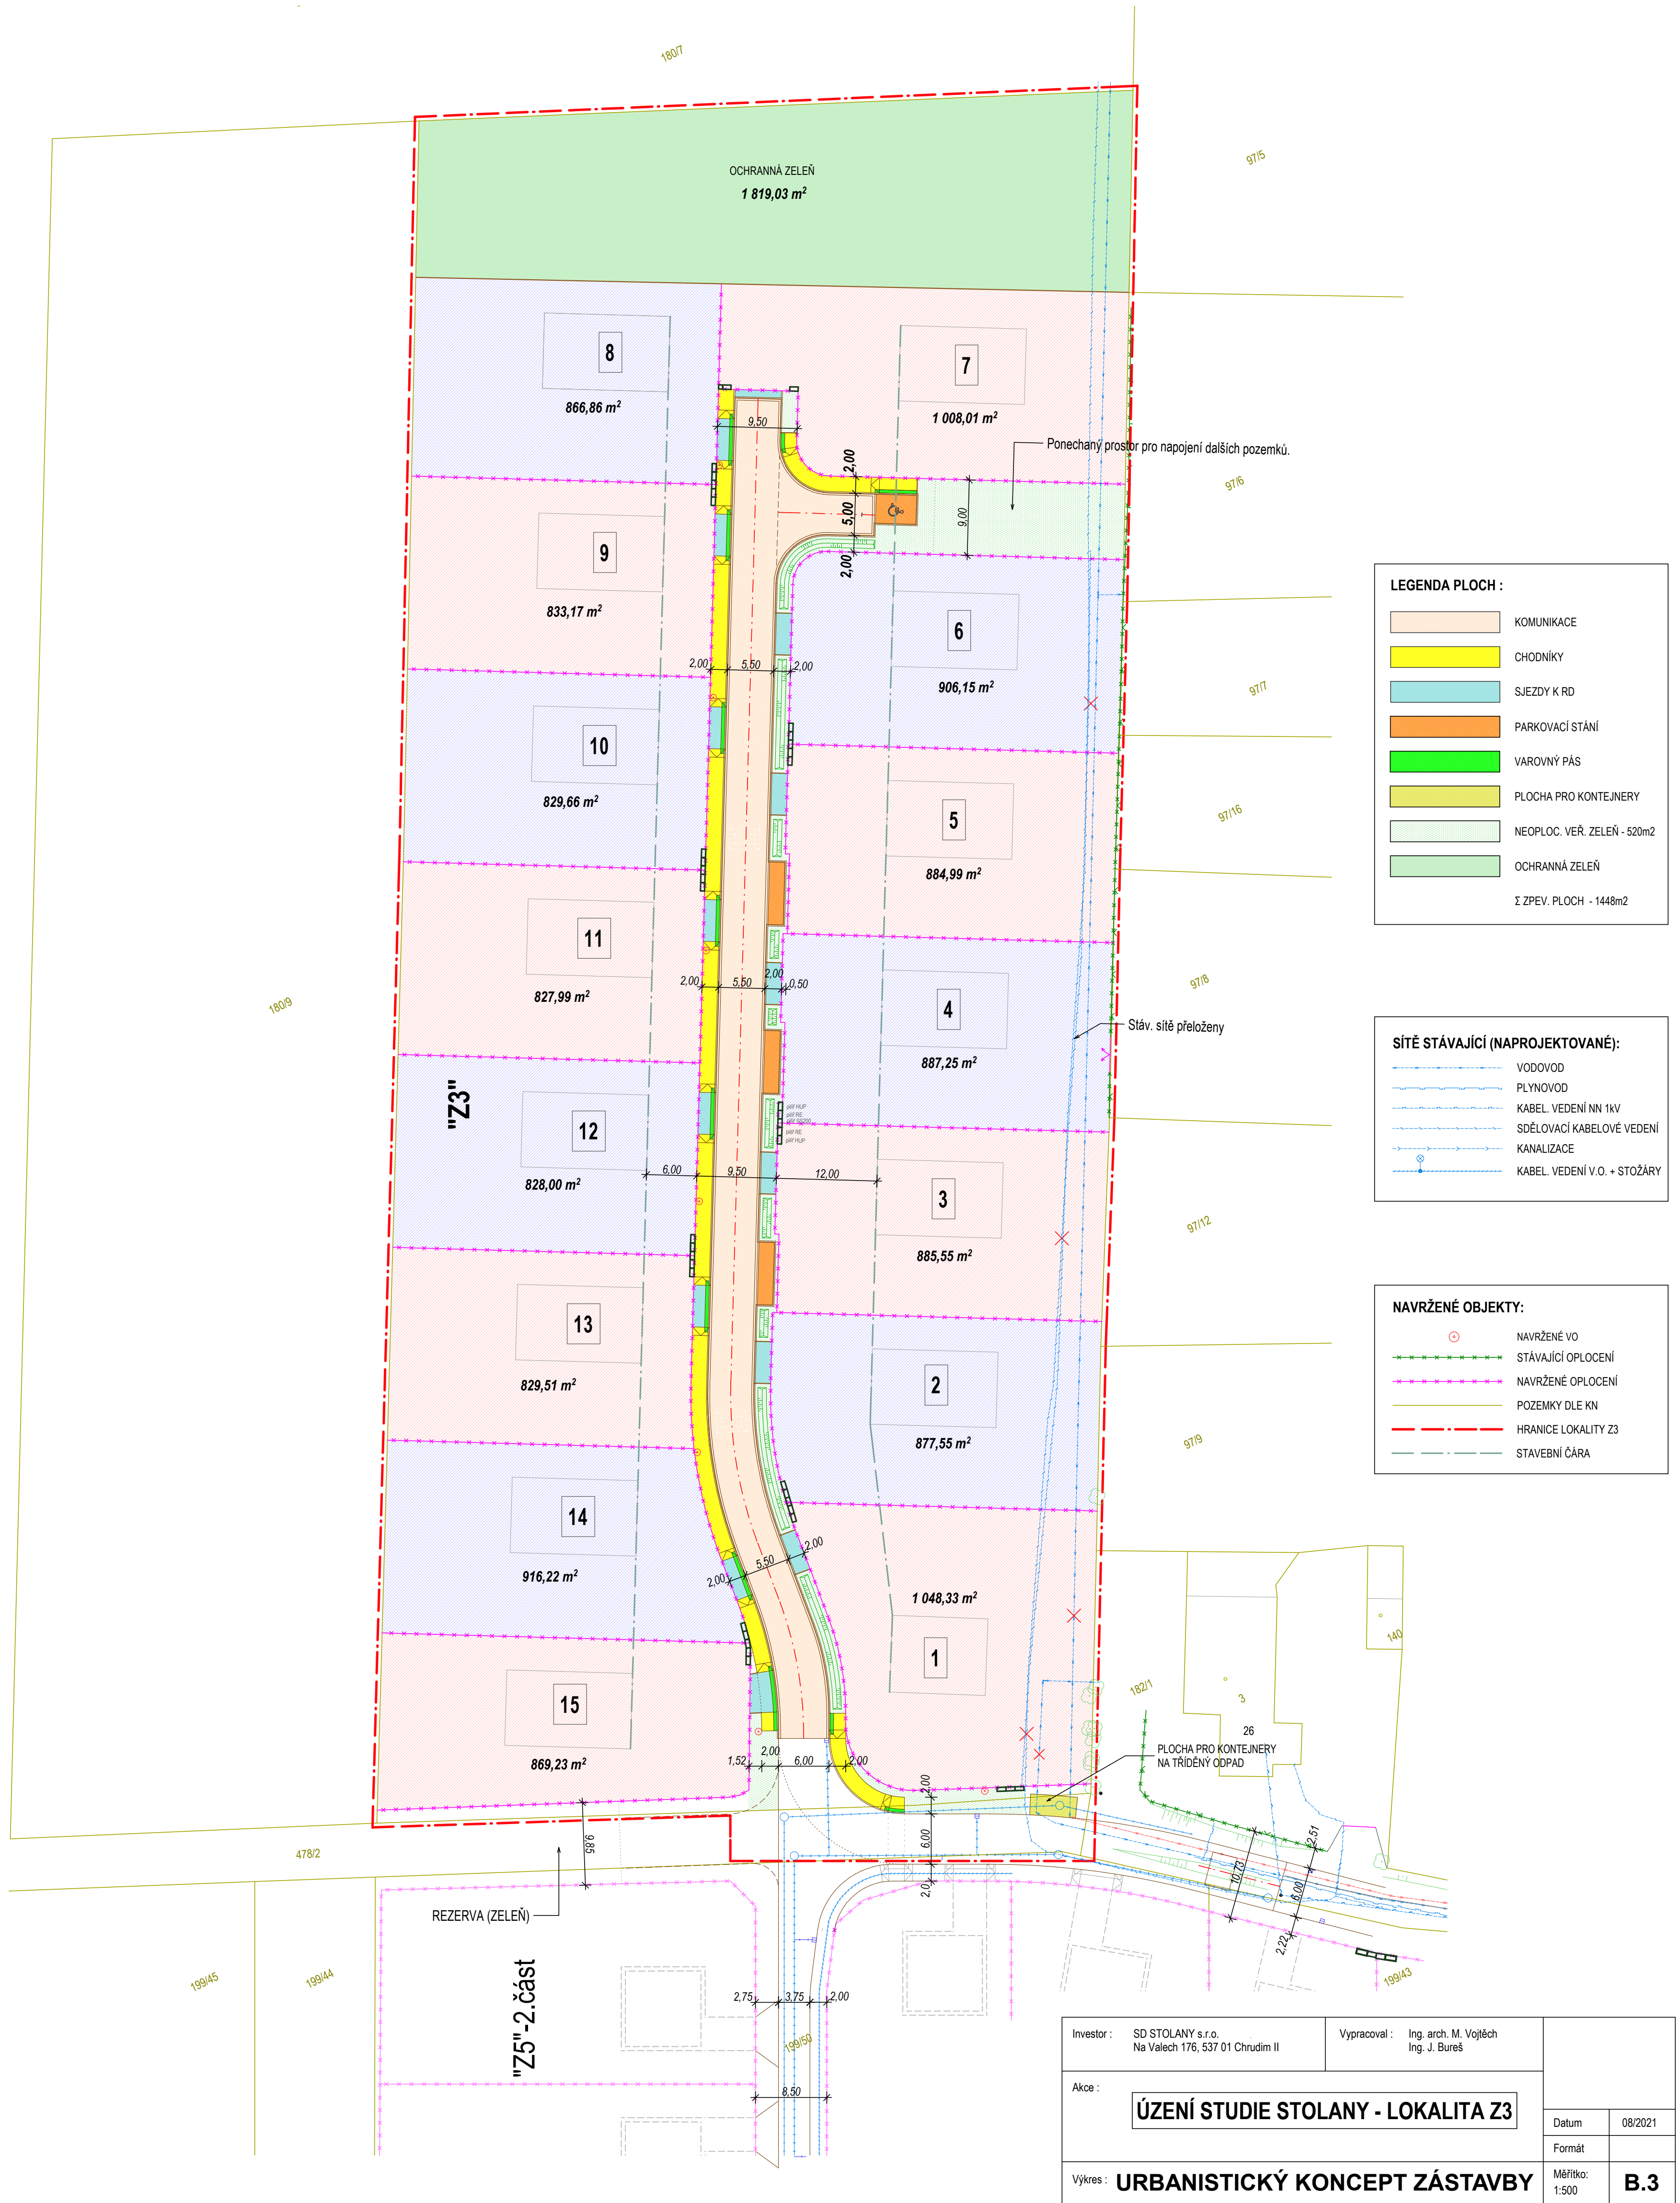 180/7
97/5
OCHRANNÁ ZELEŇ
1 819,03 m²
8
866,86 m²
7
1 008,01 m²
9,50
Ponechaný prostor pro napojení dalších pozemků.
2,00
5,00
9,00
2,00
97/6
9
833,17 m²
6
906,15 m²
2,00
5,50
2,00
97/7
10
829,66 m²
5
884,99 m²
97/16
11
827,99 m²
4
887,25 m²
2,00
5,50
2,00
0,50
97/8
180/9
Stáv. sítě přeloženy
"Z3"
pilíř HUP
pilíř RE
pilíř RE
pilíř HUP
12
828,00 m²
6,00
9,50
12,00
3
885,55 m²
97/12
13
829,51 m²
2
877,55 m²
97/9
14
916,22 m²
2,00
5,50
2,00
1 048,33 m²
1
15
869,23 m²
1,52
2,00
6,00
2,00
2,00
6,00
2,0
9,85
182/1
140
3
26
PLOCHA PRO KONTEJNERY
NA TŘÍDĚNÝ ODPAD
478/2
10,73
2,51
6,00
2,22
REZERVA (ZELEŇ)
199/45
199/44
"Z5"-2.část
199/43
2,75
3,75
2,00
199/50
8,50
LEGENDA PLOCH :
KOMUNIKACE
CHODNÍKY
SJEZDY K RD
PARKOVACÍ STÁNÍ
VAROVNÝ PÁS
PLOCHA PRO KONTEJNERY
NEOPLOC. VEŘ. ZELEŇ - 520m2
OCHRANNÁ ZELEŇ
Σ ZPEV. PLOCH - 1448m2
SÍTĚ STÁVAJÍCÍ (NAPROJEKTOVANÉ):
VODOVOD
PLYNOVOD
KABEL. VEDENÍ NN 1kV
SDĚLOVACÍ KABELOVÉ VEDENÍ
KANALIZACE
KABEL. VEDENÍ V.O. + STOŽÁRY
NAVRŽENÉ OBJEKTY:
NAVRŽENÉ VO
STÁVAJÍCÍ OPLOCENÍ
NAVRŽENÉ OPLOCENÍ
POZEMKY DLE KN
HRANICE LOKALITY Z3
STAVEBNÍ ČÁRA
Investor : SD STOLANY s.r.o.
Na Valech 176, 537 01 Chrudim II
Vypracoval : Ing. arch. M. Vojtěch
Ing. J. Bureš
Akce :
ÚZENÍ STUDIE STOLANY - LOKALITA Z3
Datum 08/2021
Formát
Výkres : URBANISTICKÝ KONCEPT ZÁSTAVBY
Měřítko:
1:500
B.3